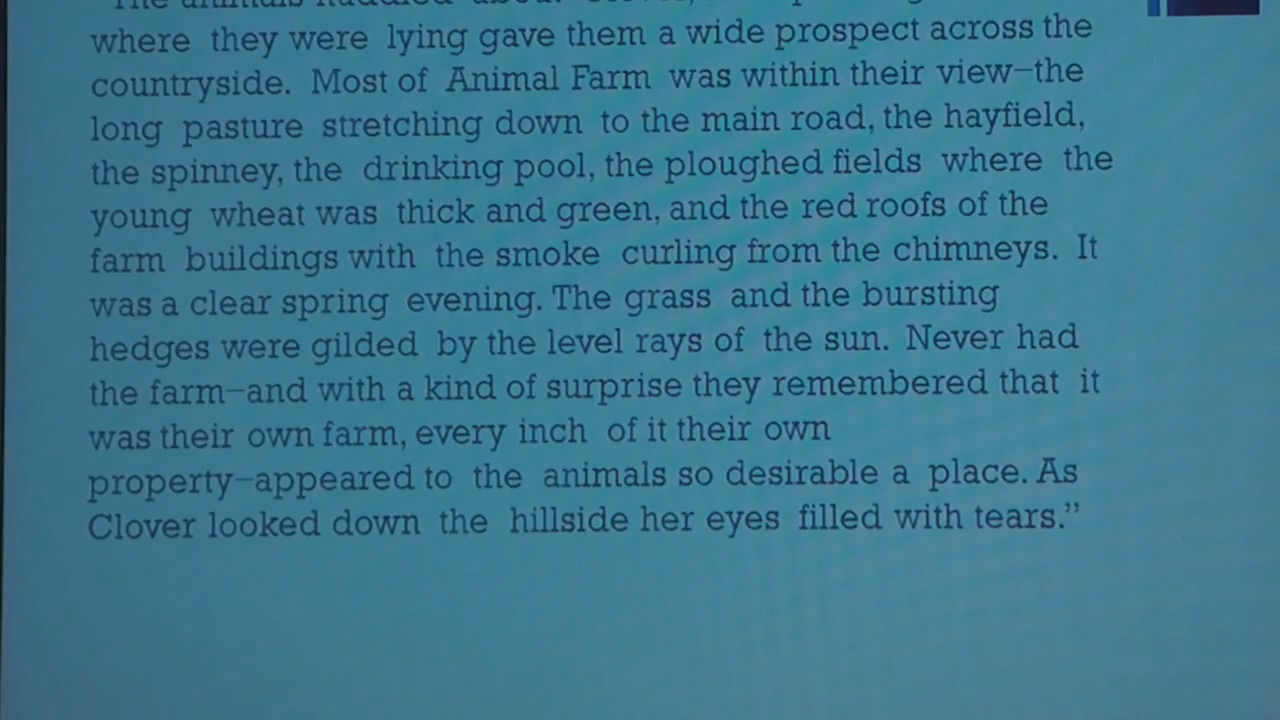 where they were lying gave them a wide prospect across the
countryside. Most of Animal Farm was within their view—the
long pasture stretching down to the main road, the hayfield,
the spinney, the drinking pool, the ploughed fields where the
young wheat was thick and green, and the red roofs of the
farm buildings with the smoke curling from the chimneys. It
was a clear spring evening. The grass and the bursting
hedges were gilded by the level rays of the sun. Never had
the farm—and with a kind of surprise they remembered that it
was their own farm, every inch of it their own
property—appeared to the animals so desirable a place. As
Clover looked down the hillside her eyes filled with tears.”